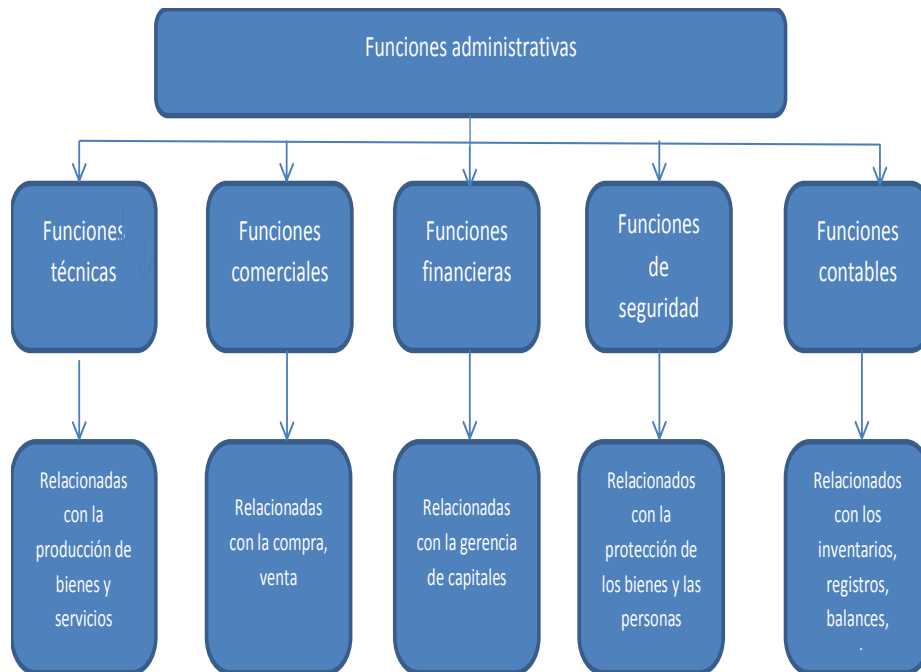 Funciones administrativas
Funciones
técnicas
Funciones
comerciales
Funciones
financieras
Funciones
de
seguridad
Funciones
contables
Relacionadas
con la
producción de
bienes y
servicios
Relacionadas
con la compra,
venta
Relacionadas
con la gerencia
de capitales
Relacionados
con la
protección de
los bienes y las
personas
Relacionados
con los
inventarios,
registros,
balances,